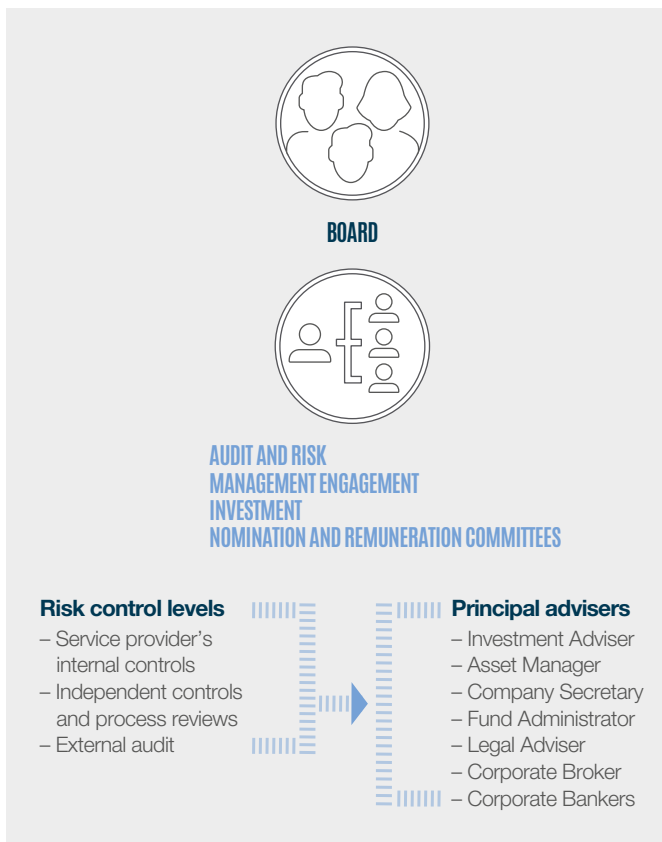 BOARD
AUDIT AND RISK
MANAGEMENT ENGAGEMENT
INVESTMENT
NOMINATION AND REMUNERATION COMMITTEES
Risk control levels
– Service provider's
internal controls
– Independent controls
and process reviews
– External audit
Principal advisers
– Investment Adviser
– Asset Manager
– Company Secretary
– Fund Administrator
– Legal Adviser
– Corporate Broker
– Corporate Bankers